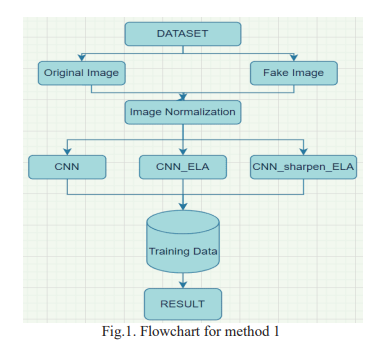 DATASET
Original Image
Fake Image
Image Normalization
CNN
CNN_ELA
CNN_sharpen_ELA
Training Data
RESULT
Fig.1. Flowchart for method 1